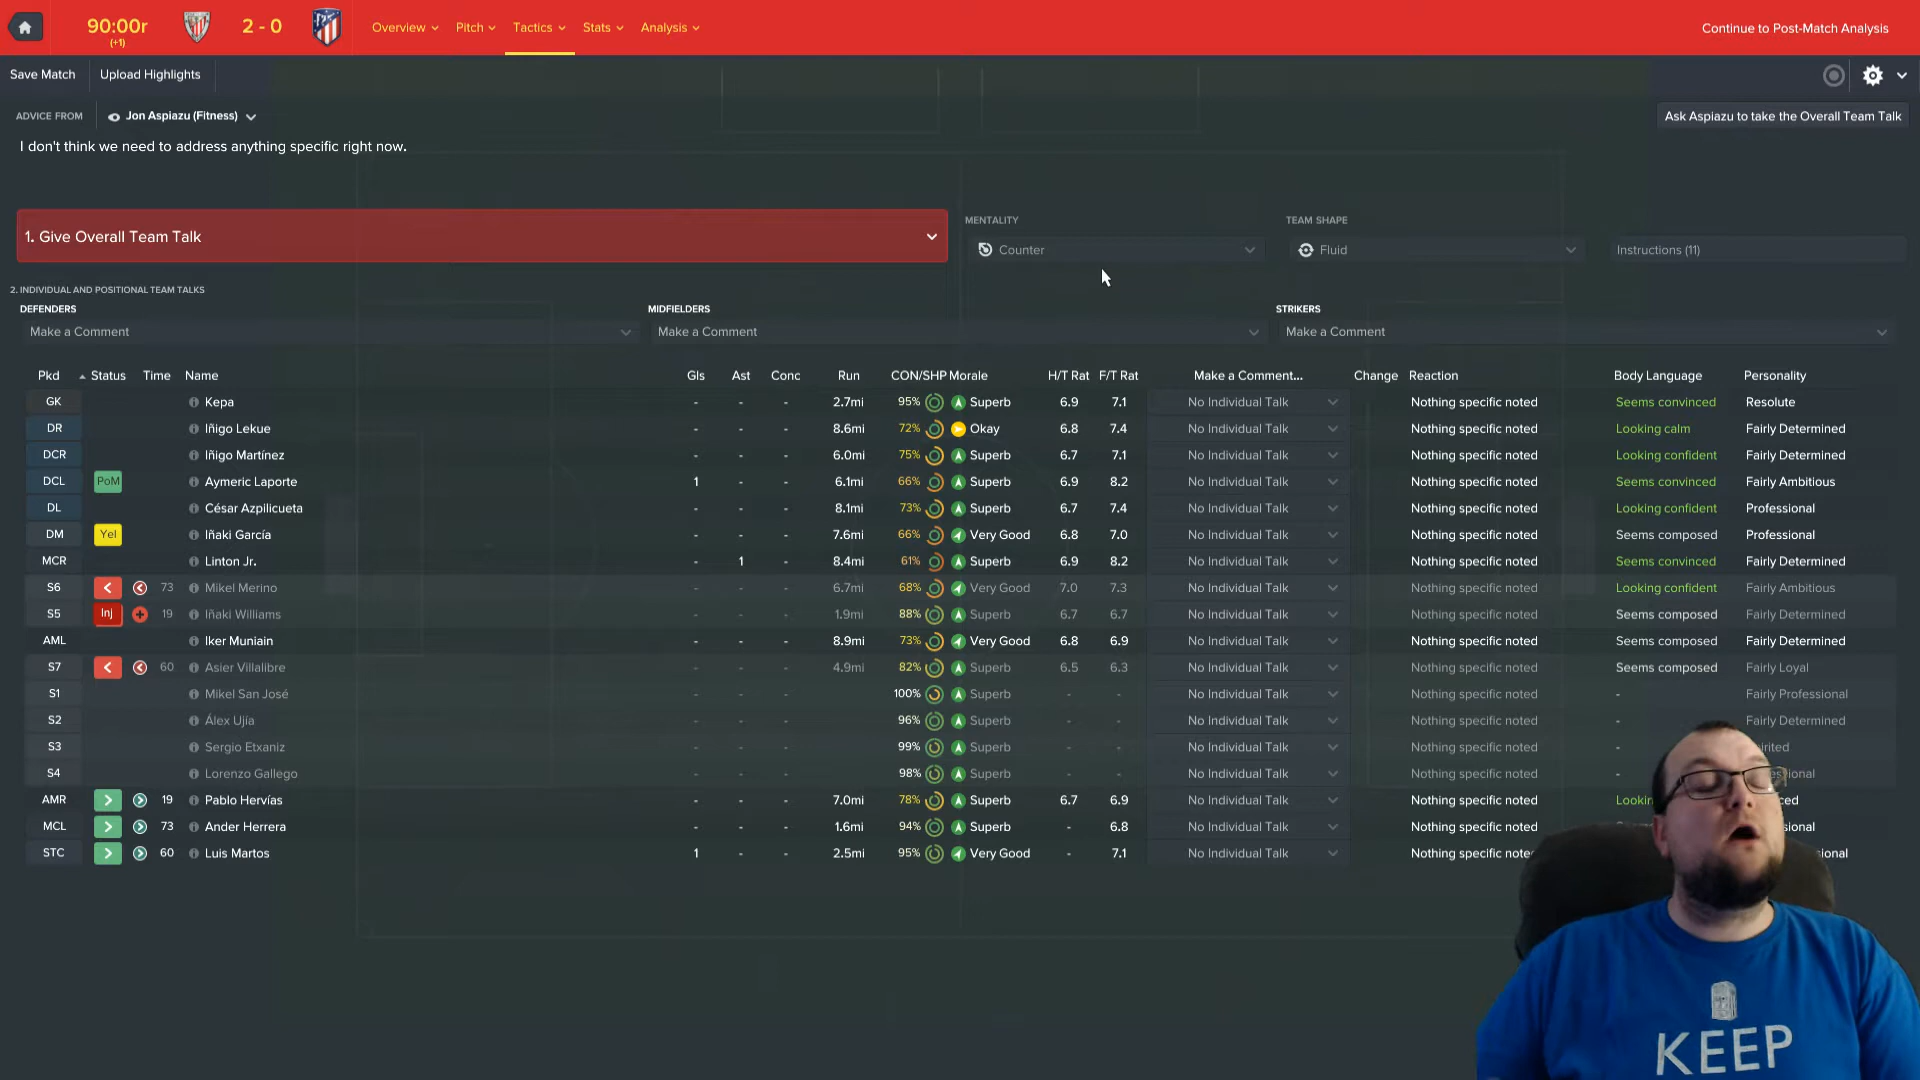 90:00r (+1) 2 - 0 Overview Pitch Tactics Stats Analysis Continue to Post-Match Analysis
Save Match Upload Highlights
ADVICE FROM Jon Aspiazu (Fitness) Ask Aspiazu to take the Overall Team Talk
I don't think we need to address anything specific right now.
MENTALITY TEAM SHAPE
1. Give Overall Team Talk Counter Fluid Instructions (11)
2. INDIVIDUAL AND POSITIONAL TEAM TALKS
DEFENDERS MIDFIELDERS STRIKERS
Make a Comment Make a Comment Make a Comment
Pkd Status Time Name Gls Ast Conc Run CON/SHP Morale H/T Rat F/T Rat Make a Comment... Change Reaction Body Language Personality
GK Kepa - - - 2.7mi 95% Superb 6.9 7.1 No Individual Talk Nothing specific noted Seems convinced Resolute
DR Iñigo Lekue - - - 8.6mi 72% Okay 6.8 7.4 No Individual Talk Nothing specific noted Looking calm Fairly Determined
DCR Iñigo Martínez - - - 6.0mi 75% Superb 6.7 7.1 No Individual Talk Nothing specific noted Looking confident Fairly Determined
DCL PoM Aymeric Laporte 1 - - 6.1mi 66% Superb 6.9 8.2 No Individual Talk Nothing specific noted Seems convinced Fairly Ambitious
DL César Azpilicueta - - - 8.1mi 73% Superb 6.7 7.4 No Individual Talk Nothing specific noted Looking confident Professional
DM Yel Iñaki García - - - 7.6mi 66% Very Good 6.8 7.0 No Individual Talk Nothing specific noted Seems composed Professional
MCR Linton Jr. - 1 - 8.4mi 61% Superb 6.9 8.2 No Individual Talk Nothing specific noted Seems convinced Fairly Determined
S6 73 Mikel Merino - - - 6.7mi 68% Very Good 7.0 7.3 No Individual Talk Nothing specific noted Looking confident Fairly Ambitious
S5 Inj 19 Iñaki Williams - - - 1.9mi 88% Superb 6.7 6.7 No Individual Talk Nothing specific noted Seems composed Fairly Determined
AML Iker Muniain - - - 8.9mi 73% Very Good 6.8 6.9 No Individual Talk Nothing specific noted Seems composed Fairly Determined
S7 60 Asier Villalibre - - - 4.9mi 82% Superb 6.5 6.3 No Individual Talk Nothing specific noted Seems composed Fairly Loyal
S1 Mikel San José 100% Superb - - No Individual Talk Nothing specific noted - Fairly Professional
S2 Álex Ujía 96% Superb - - No Individual Talk Nothing specific noted - Fairly Determined
S3 Sergio Etxaniz 99% Superb - - No Individual Talk Nothing specific noted -
S4 Lorenzo Gallego 98% Superb - - No Individual Talk Nothing specific noted -
AMR 19 Pablo Hervías - - - 7.0mi 78% Superb 6.7 6.9 No Individual Talk Nothing specific noted
MCL 73 Ander Herrera - - - 1.6mi 94% Superb - 6.8 No Individual Talk Nothing specific noted
STC 60 Luis Martos 1 - - 2.5mi 95% Very Good - 7.1 No Individual Talk Nothing specific noted
KEEP